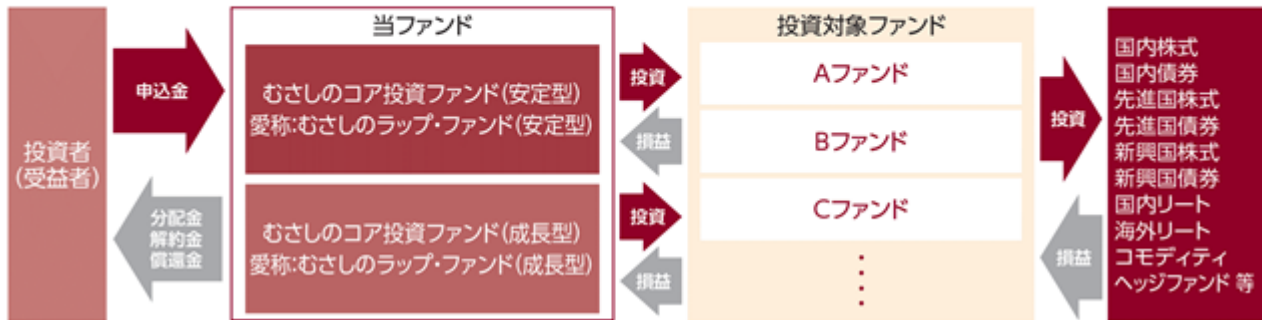 投資者
(受益者)
申込金
分配金
解約金
償還金
当ファンド
むさしのコア投資ファンド(安定型)
愛称:むさしのラップ・ファンド(安定型)
むさしのコア投資ファンド(成長型)
愛称:むさしのラップ・ファンド(成長型)
投資
損益
投資
損益
投資対象ファンド
Aファンド
Bファンド
Cファンド
投資
損益
国内株式
国内債券
先進国株式
先進国債券
新興国株式
新興国債券
国内リート
海外リート
コモディティ
ヘッジファンド 等